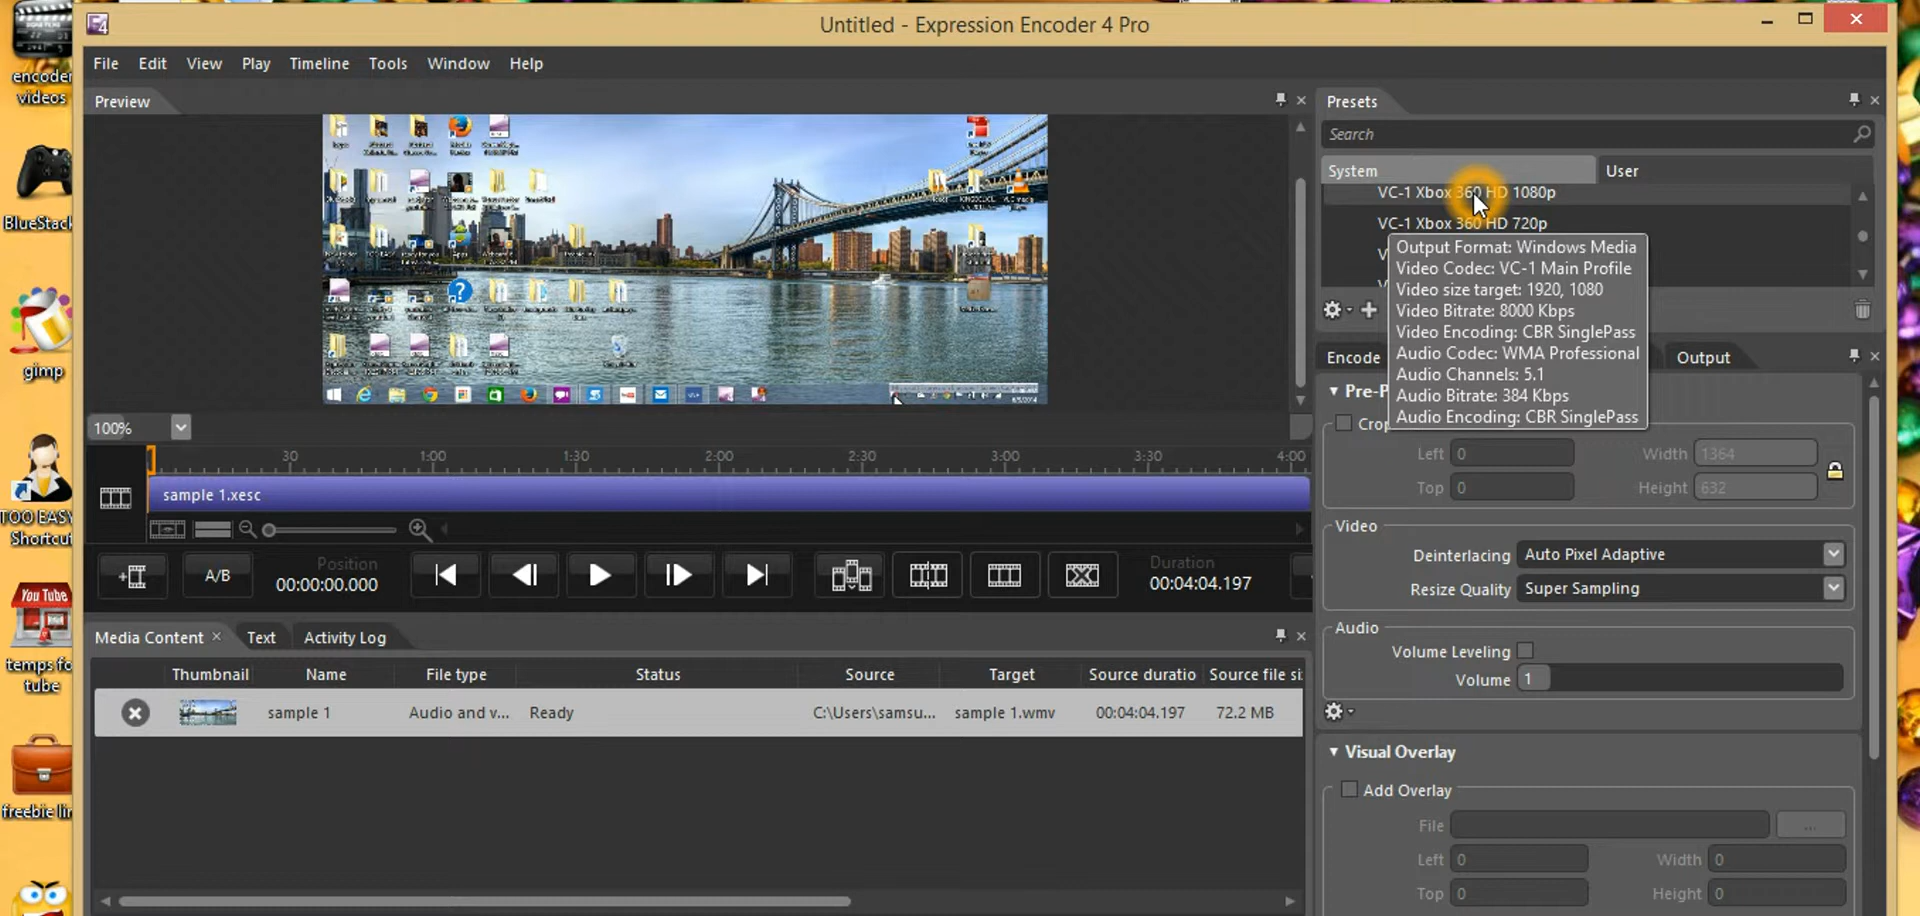 Untitled - Expression Encoder 4 Pro
File Edit View Play Timeline Tools Window Help
encoder
videos
BlueStack
gimp
TOO EASY
Shortcut
You Tube
temps fo
tube
freebie lin
Preview
100%
30 1:00 1:30 2:00 2:30 3:00 3:30 4:00
sample 1.xesc
A/B
Position
00:00:00.000
Duration
00:04:04.197
Media Content Text Activity Log
Thumbnail Name File type Status Source Target Source duratio Source file si
sample 1 Audio and v... Ready C:\Users\samsu... sample 1.wmv 00:04:04.197 72.2 MB
Presets
Search
System User
VC-1 Xbox 360 HD 1080p
VC-1 Xbox 360 HD 720p
Output Format: Windows Media
Video Codec: VC-1 Main Profile
Video size target: 1920, 1080
Video Bitrate: 8000 Kbps
Video Encoding: CBR SinglePass
Audio Codec: WMA Professional
Audio Channels: 5.1
Audio Bitrate: 384 Kbps
Audio Encoding: CBR SinglePass
Encode Output
Pre-P
Crop
Left 0 Width 1364
Top 0 Height 632
Video
Deinterlacing Auto Pixel Adaptive
Resize Quality Super Sampling
Audio
Volume Leveling
Volume 1
Visual Overlay
Add Overlay
File ...
Left 0 Width 0
Top 0 Height 0